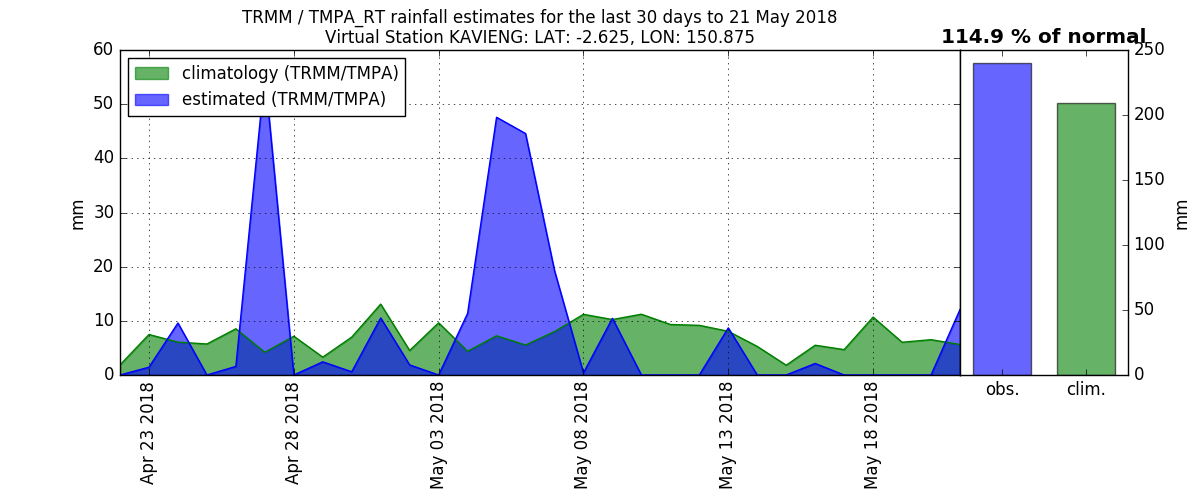 TRMM / TMPA_RT rainfall estimates for the last 30 days to 21 May 2018
Virtual Station KAVIENG: LAT: -2.625, LON: 150.875
114.9 % of normal
climatology (TRMM/TMPA)
estimated (TRMM/TMPA)
60
50
40
30
20
10
0
mm
250
200
150
100
50
0
mm
Apr 23 2018
Apr 28 2018
May 03 2018
May 08 2018
May 13 2018
May 18 2018
obs.
clim.